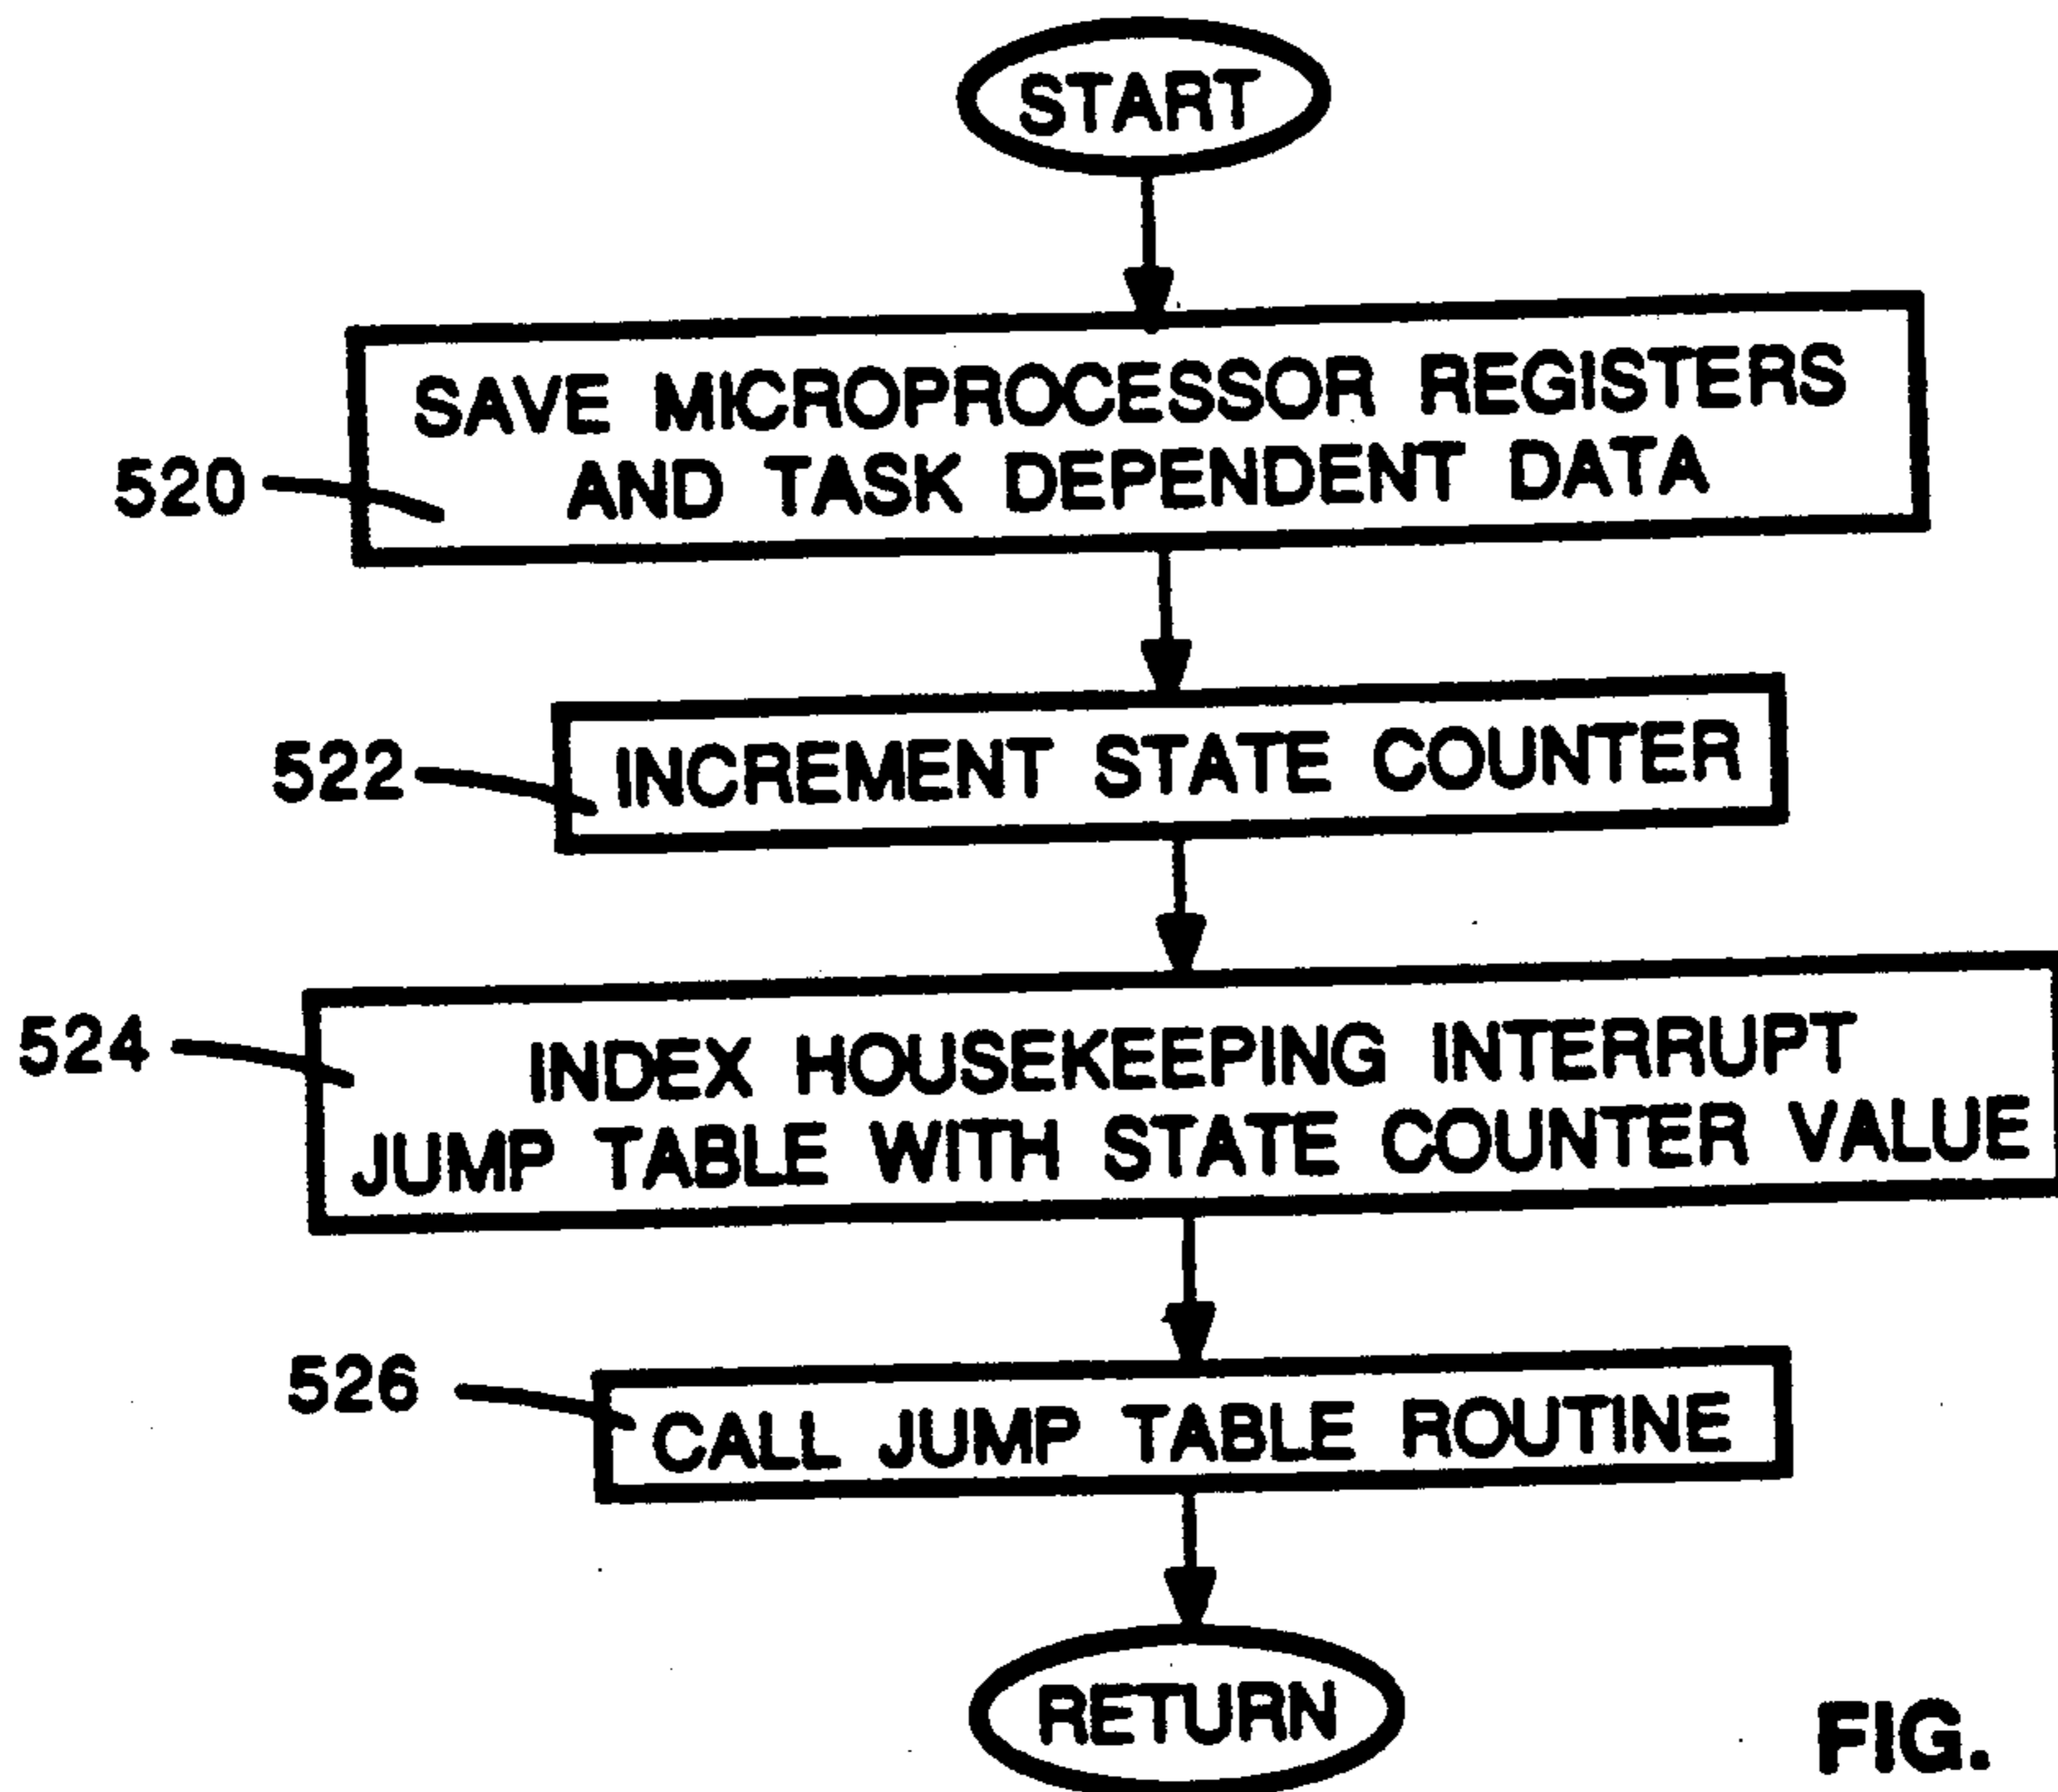 START
SAVE MICROPROCESSOR REGISTERS
AND TASK DEPENDENT DATA
520
INCREMENT STATE COUNTER
522
INDEX HOUSEKEEPING INTERRUPT
JUMP TABLE WITH STATE COUNTER VALUE
524
CALL JUMP TABLE ROUTINE
526
RETURN
FIG.